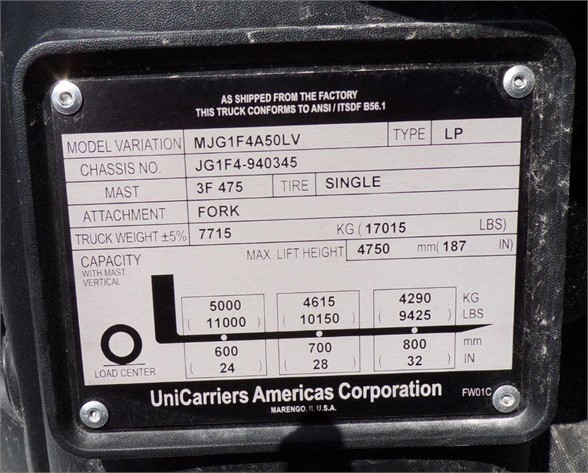 AS SHIPPED FROM THE FACTORY
THIS TRUCK CONFORMS TO ANSI / ITSDF B56.1
MODEL VARIATION MJG1F4A50LV TYPE LP
CHASSIS NO. JG1F4-940345
MAST 3F 475 TIRE SINGLE
ATTACHMENT FORK
TRUCK WEIGHT ±5% 7715 KG ( 17015 LBS)
CAPACITY MAX. LIFT HEIGHT 4750 mm( 187 IN)
WITH MAST
VERTICAL
5000 4615 4290 KG
( 11000 ) ( 10150 ) ( 9425 ) LBS
600 700 800 mm
( 24 ) ( 28 ) ( 32 ) IN
LOAD CENTER
UniCarriers Americas Corporation FW01C
MARENGO, IL U.S.A.